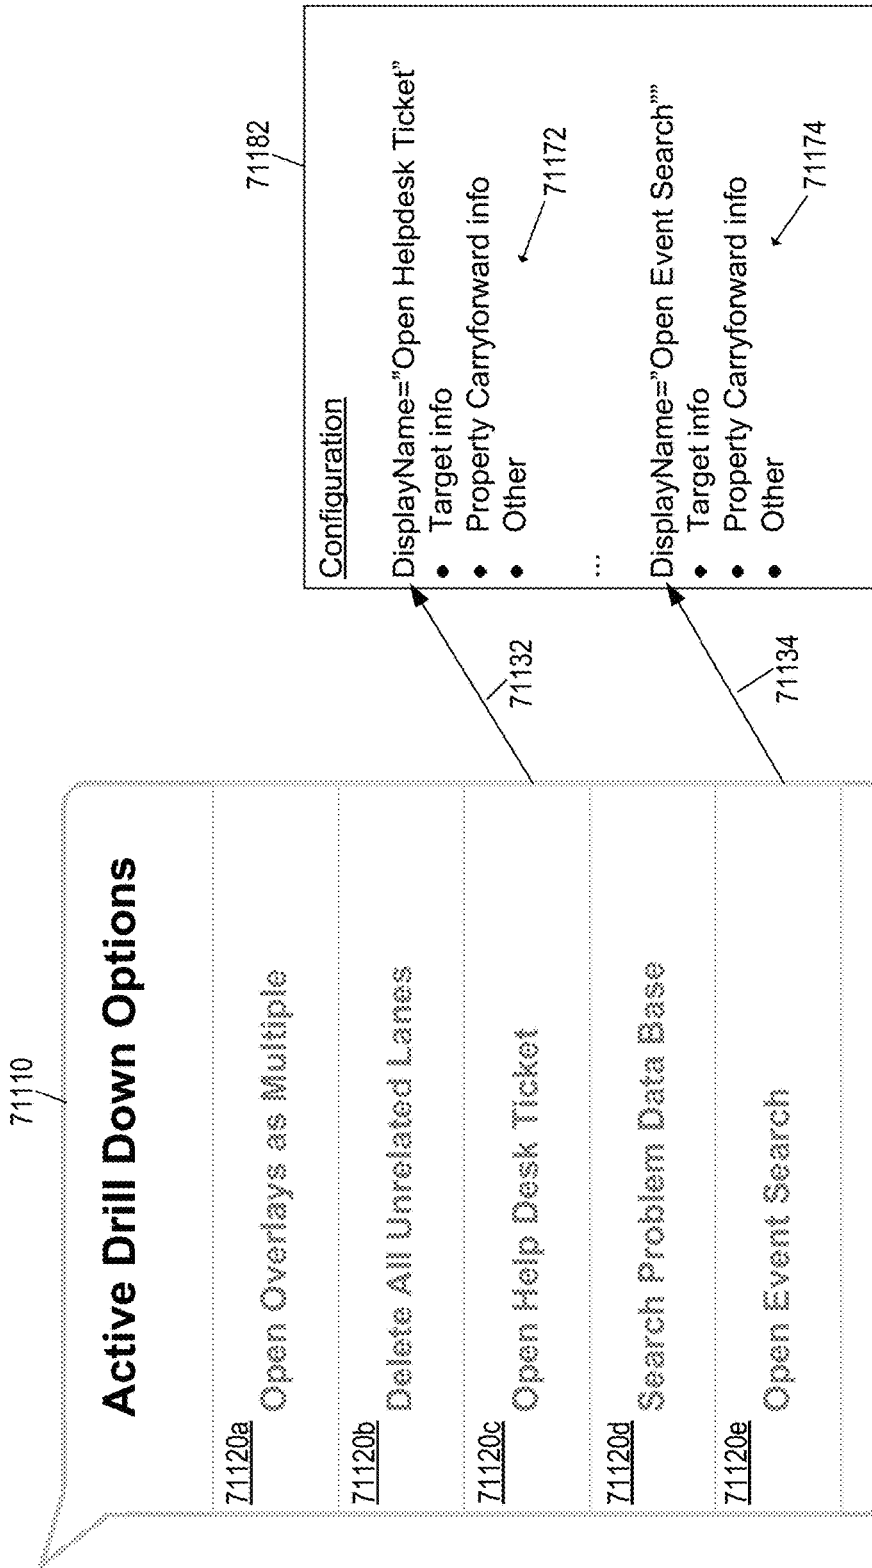 71110
Active Drill Down Options
71120a
Open Overlays as Multiple
71120b
Delete All Unrelated Lanes
71120c
Open Help Desk Ticket
71120d
Search Problem Data Base
71120e
Open Event Search
71132
71134
71182
Configuration
DisplayName=”Open Helpdesk Ticket”
● Target info
● Property Carryforward info
● Other
71172
...
DisplayName=”Open Event Search””
● Target info
● Property Carryforward info
● Other
71174